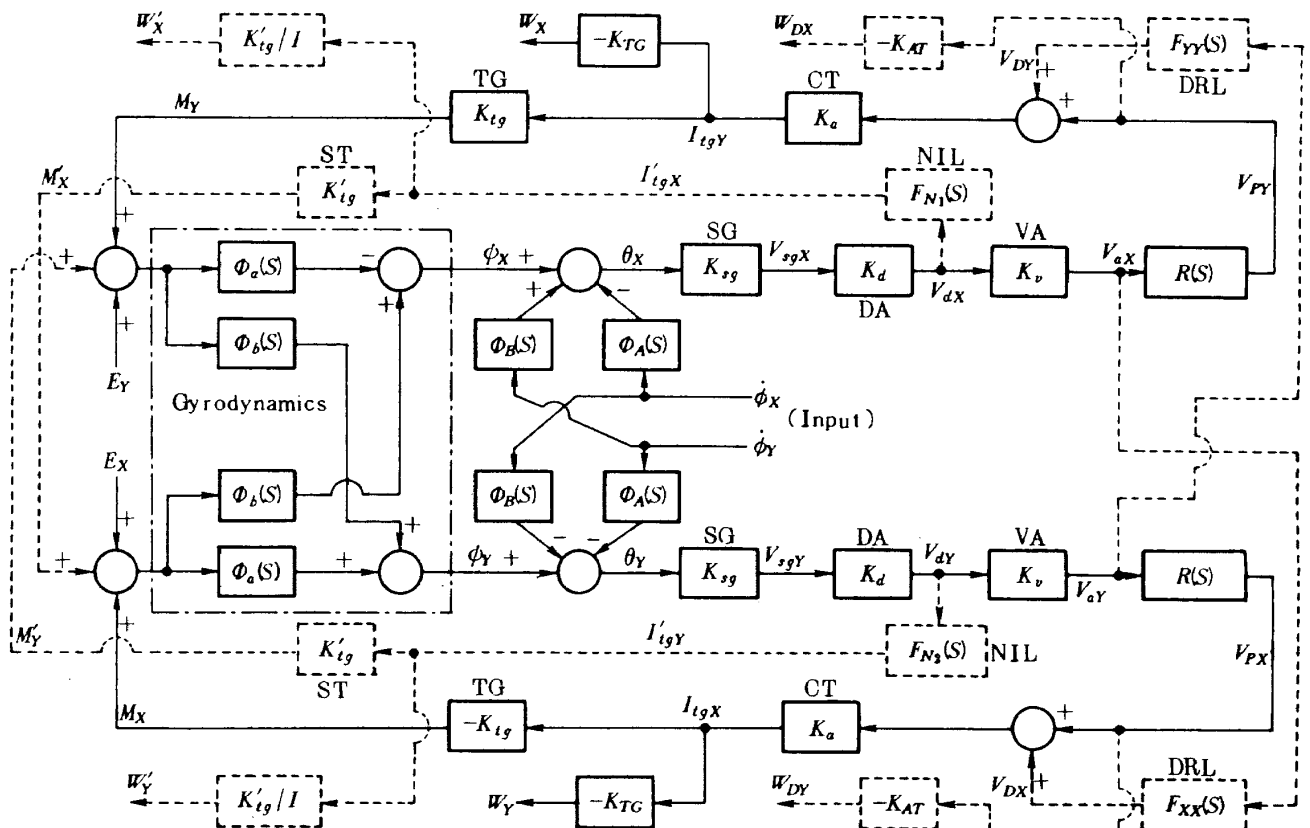 W′X K′tg/I WX −KTG WDX −KAT VDY FYY(S)
DRL
TG CT
MY Ktg ItgY Ka + +
ST NIL
M′X K′tg I′tgX FN1(S) VPY
+ +
SG VA
Φa(S) − ϕX + θX Ksg VsgX Kd VaX Kv R(S)
+ + − VdX
DA
+ Φb(S) ΦB(S) ΦA(S)
EY
Gyrodynamics
ϕ̇X
(Input)
ϕ̇Y
EX
Φb(S) ΦB(S) ΦA(S)
+ + − −
SG DA VA
+ Φa(S) + ϕY + θY Ksg VsgY Kd VdY Kv VaY R(S)
+
M′Y K′tg I′tgY FN2(S) NIL VPX
ST
TG CT
MX −Ktg ItgX Ka +
DRL
W′Y K′tg/I WY −KTG WDY −KAT VDX + FXX(S)